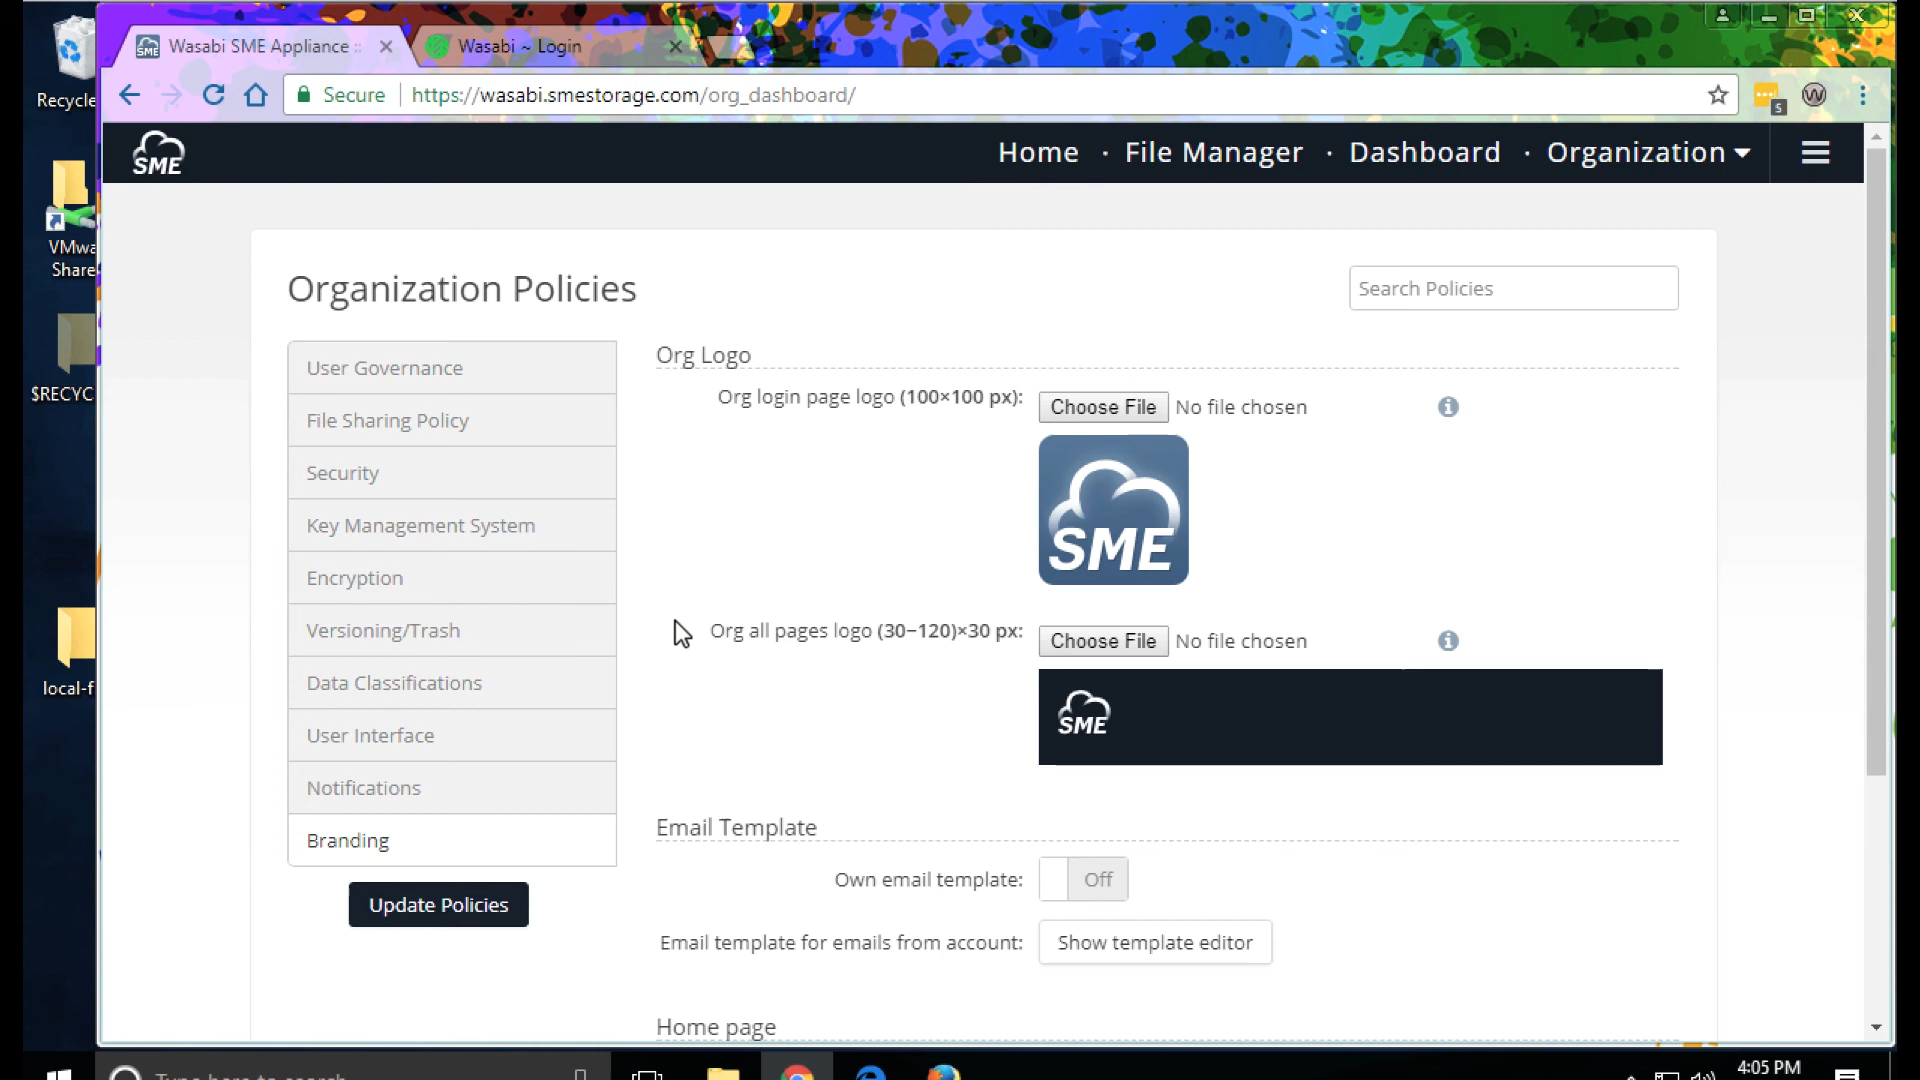 Wasabi SME Appliance ::
Wasabi ~ Login
Recycle
Secure
https://wasabi.smestorage.com/org_dashboard/
5
W
SME
Home · File Manager · Dashboard · Organization
VMwa
Share
$RECYC
local-f
Organization Policies
Search Policies
User Governance
File Sharing Policy
Security
Key Management System
Encryption
Versioning/Trash
Data Classifications
User Interface
Notifications
Branding
Update Policies
Org Logo
Org login page logo (100×100 px):
Choose File No file chosen
SME
Org all pages logo (30−120)×30 px:
Choose File No file chosen
SME
Email Template
Own email template:
Off
Email template for emails from account:
Show template editor
Home page
Type here to search
4:05 PM